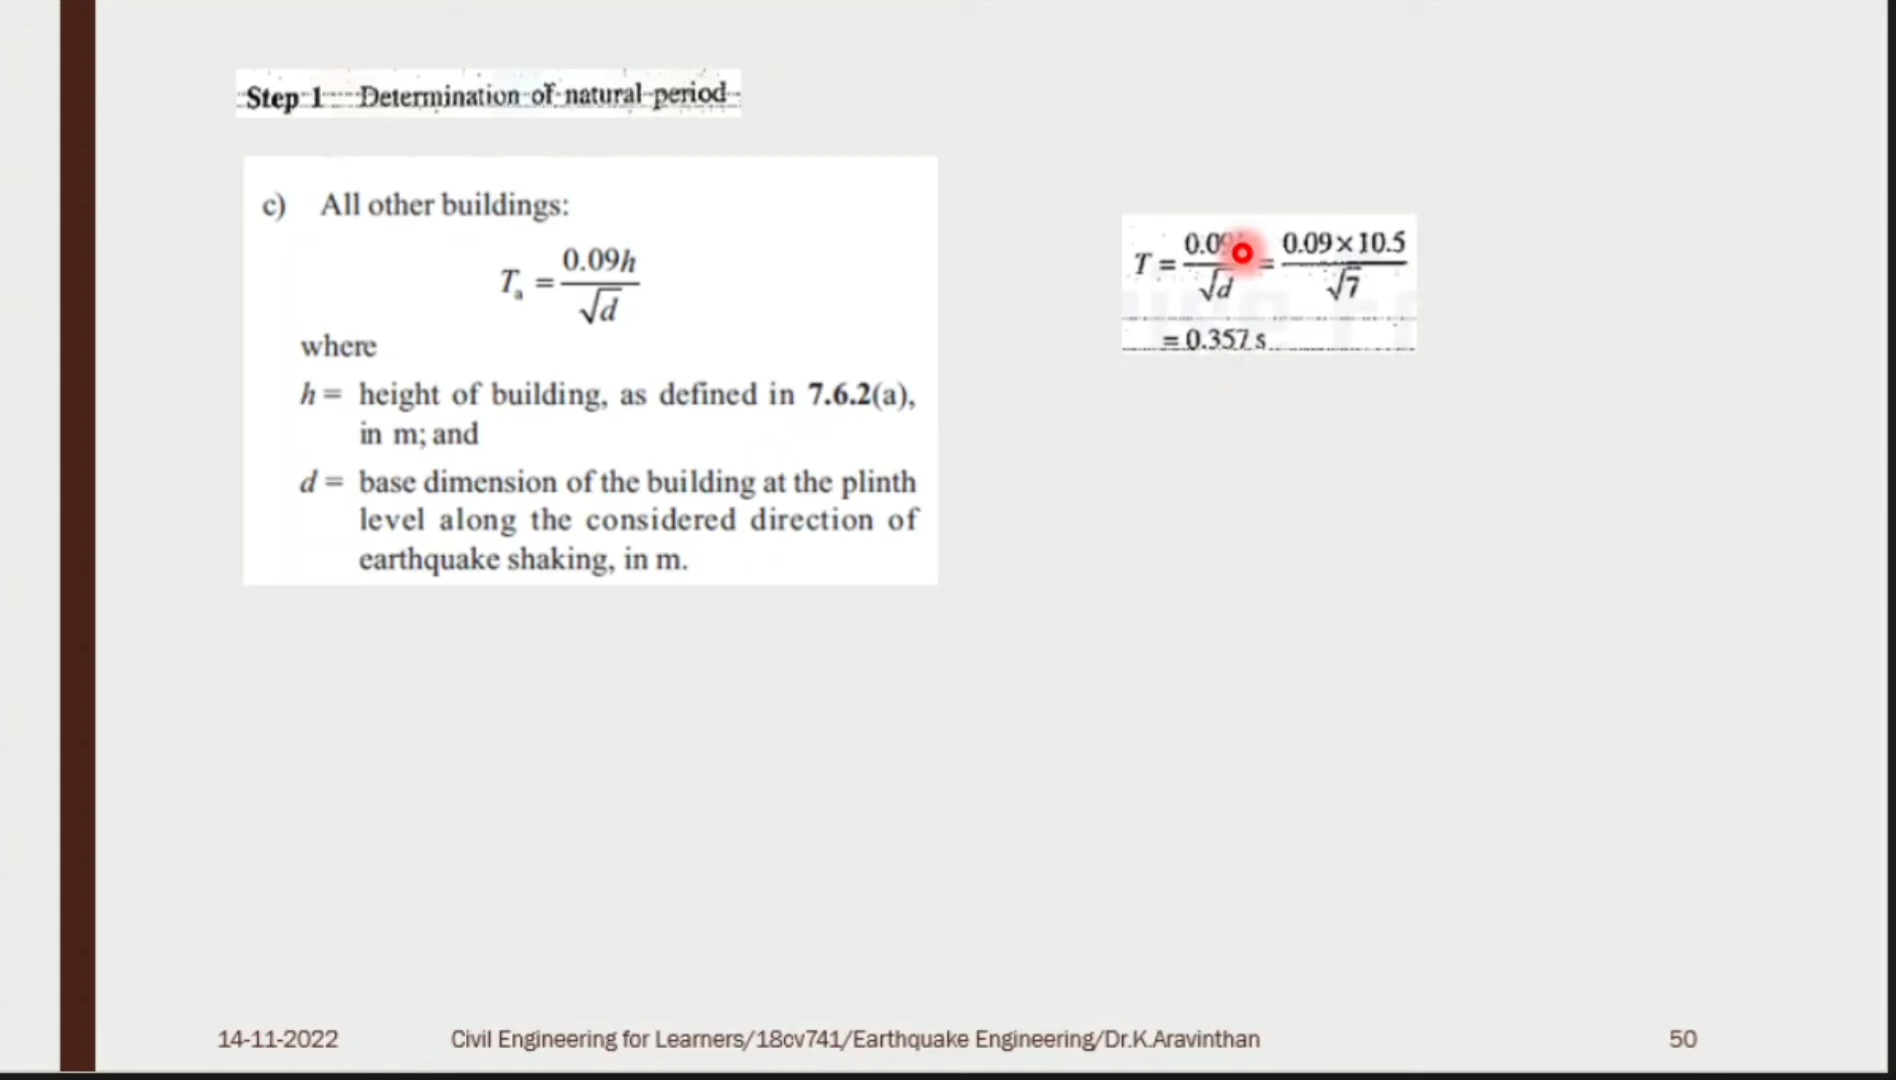 Step 1 Determination of natural period
c) All other buildings:
Ta = 0.09h / √d
where
h = height of building, as defined in 7.6.2(a),
in m; and
d = base dimension of the building at the plinth
level along the considered direction of
earthquake shaking, in m.
T = 0.09 / √d = 0.09×10.5 / √7
= 0.357 s
14-11-2022 Civil Engineering for Learners/18cv741/Earthquake Engineering/Dr.K.Aravinthan 50